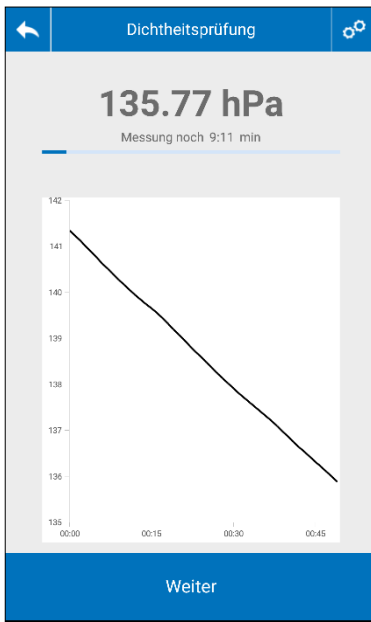 Dichtheitsprüfung
135.77 hPa
Messung noch 9:11 min
142
141
140
139
138
137
136
135
00:00 00:15 00:30 00:45
Weiter